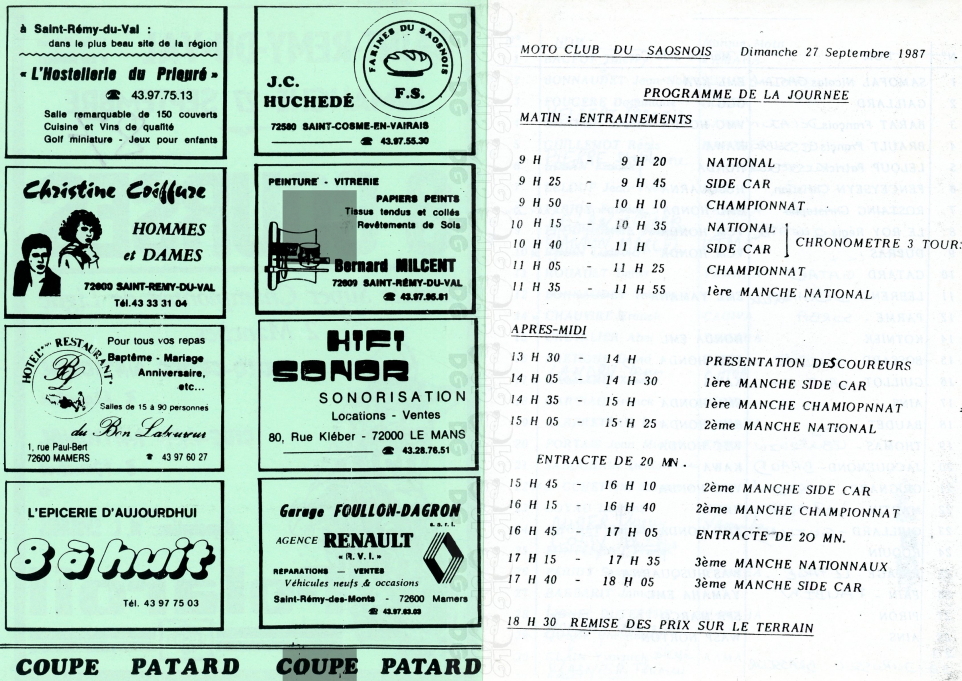 à Saint-Rémy-du-Val :
dans le plus beau site de la région
« L'Hostellerie du Prieuré »
☎ 43.97.75.13
Salle remarquable de 150 couverts
Cuisine et Vins de qualité
Golf miniature - Jeux pour enfants
FARINES DU SAOSNOIS
F.S.
J.C.
HUCHEDÉ
72580 SAINT-COSME-EN-VAIRAIS
☎ 43.97.55.30
Christine Coiffure
HOMMES
et DAMES
72600 SAINT-REMY-DU-VAL
Tél. 43 33 31 04
PEINTURE - VITRERIE
PAPIERS PEINTS
Tissus tendus et collés
Revêtements de Sols
Bernard MILCENT
72609 SAINT-RÉMY-DU-VAL
☎ 43.97.95.81
HOTEL RESTAURANT
BL
Pour tous vos repas
Baptême - Mariage
Anniversaire,
etc...
Salles de 15 à 90 personnes
du Bon Laboureur
1, rue Paul-Bert
72600 MAMERS
☎ 43 97 60 27
HIFI
SONOR
SONORISATION
Locations - Ventes
80, Rue Kléber - 72000 LE MANS
☎ 43.28.76.51
L'EPICERIE D'AUJOURDHUI
8 à huit
Tél. 43 97 75 03
Garage FOULLON-DAGRON
s.a.r.l.
AGENCE RENAULT
« R.V.I. »
REPARATIONS — VENTES
Véhicules neufs & occasions
Saint-Rémy-des-Monts - 72600 Mamers
☎ 43.97.63.03
COUPE PATARD COUPE PATARD
MOTO CLUB DU SAOSNOIS Dimanche 27 Septembre 1987
PROGRAMME DE LA JOURNEE
MATIN : ENTRAINEMENTS
9 H - 9 H 20 NATIONAL
9 H 25 - 9 H 45 SIDE CAR
9 H 50 - 10 H 10 CHAMPIONNAT
10 H 15 - 10 H 35 NATIONAL
10 H 40 - 11 H SIDE CAR
CHRONOMETRE 3 TOURS
11 H 05 11 H 25 CHAMPIONNAT
11 H 35 - 11 H 55 1ère MANCHE NATIONAL
APRES-MIDI
13 H 30 - 14 H PRESENTATION DES COUREURS
14 H 05 - 14 H 30 1ère MANCHE SIDE CAR
14 H 35 - 15 H 1ère MANCHE CHAMIOPNNAT
15 H 05 - 15 H 25 2ème MANCHE NATIONAL
ENTRACTE DE 20 MN.
15 H 45 - 16 H 10 2ème MANCHE SIDE CAR
16 H 15 - 16 H 40 2ème MANCHE CHAMPIONNAT
16 H 45 - 17 H 05 ENTRACTE DE 20 MN.
17 H 15 - 17 H 35 3ème MANCHE NATIONNAUX
17 H 40 - 18 H 05 3ème MANCHE SIDE CAR
18 H 30 REMISE DES PRIX SUR LE TERRAIN